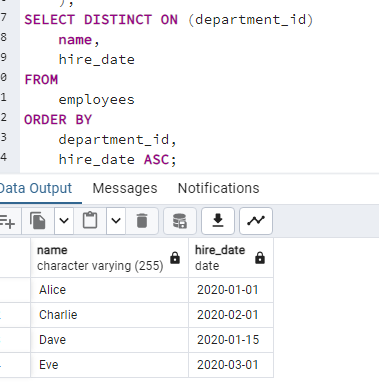 );
7 SELECT DISTINCT ON (department_id)
8 name,
9 hire_date
0 FROM
1 employees
2 ORDER BY
3 department_id,
4 hire_date ASC;
Data Output Messages Notifications
name hire_date
character varying (255) date
Alice 2020-01-01
Charlie 2020-02-01
Dave 2020-01-15
Eve 2020-03-01